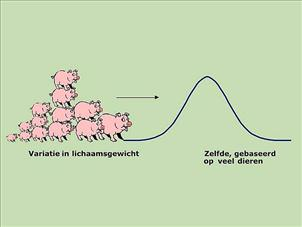 Variatie in lichaamsgewicht
Zelfde, gebaseerd
op veel dieren